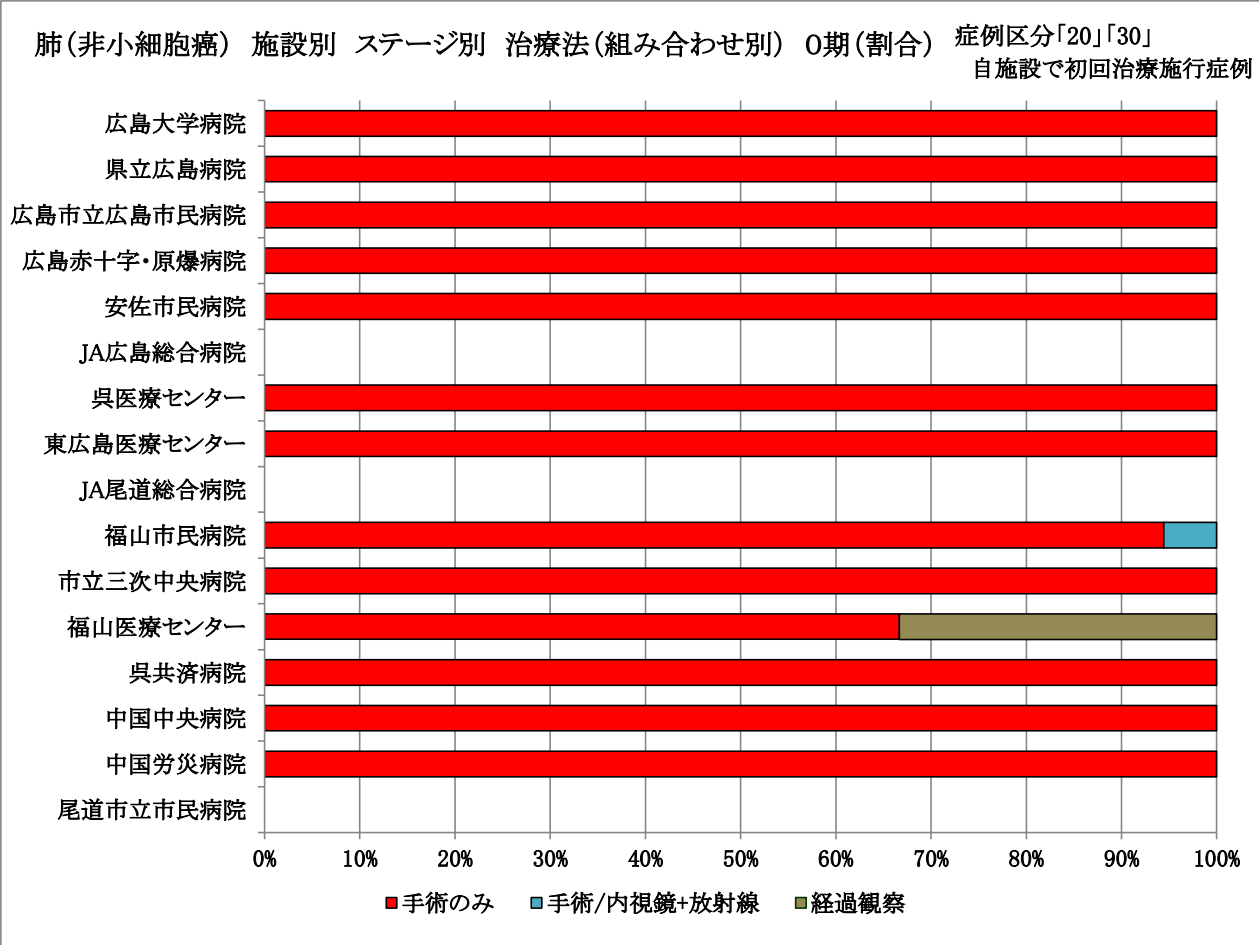 肺(非小細胞癌) 施設別 ステージ別 治療法(組み合わせ別) 0期(割合)
症例区分「20」「30」
自施設で初回治療施行症例
広島大学病院
県立広島病院
広島市立広島市民病院
広島赤十字・原爆病院
安佐市民病院
JA広島総合病院
呉医療センター
東広島医療センター
JA尾道総合病院
福山市民病院
市立三次中央病院
福山医療センター
呉共済病院
中国中央病院
中国労災病院
尾道市立市民病院
0% 10% 20% 30% 40% 50% 60% 70% 80% 90% 100%
手術のみ 手術/内視鏡+放射線 経過観察